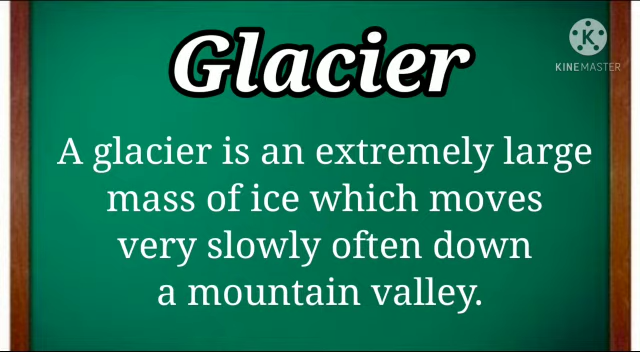 Glacier
KINEMASTER
A glacier is an extremely large
mass of ice which moves
very slowly often down
a mountain valley.